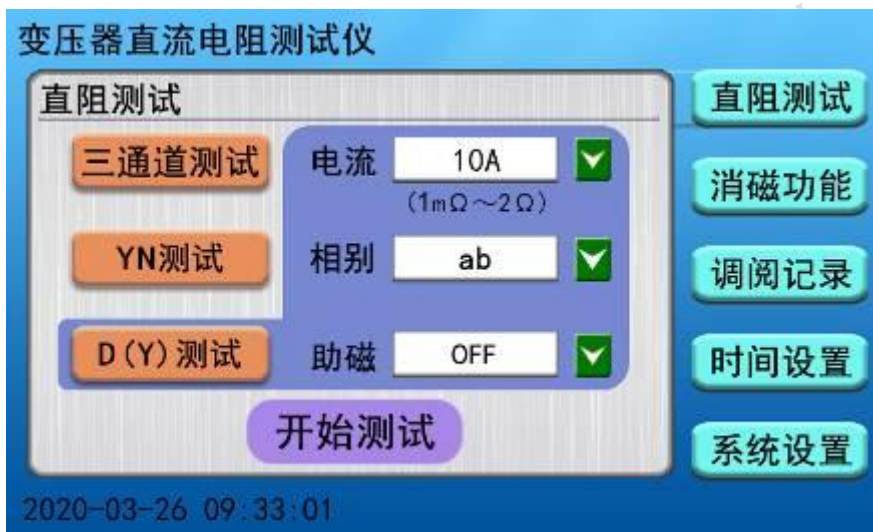 变压器直流电阻测试仪
直阻测试
三通道测试
电流
10A
(1mΩ～2Ω)
YN测试
相别
ab
D(Y)测试
助磁
OFF
开始测试
直阻测试
消磁功能
调阅记录
时间设置
系统设置
2020-03-26 09:33:01